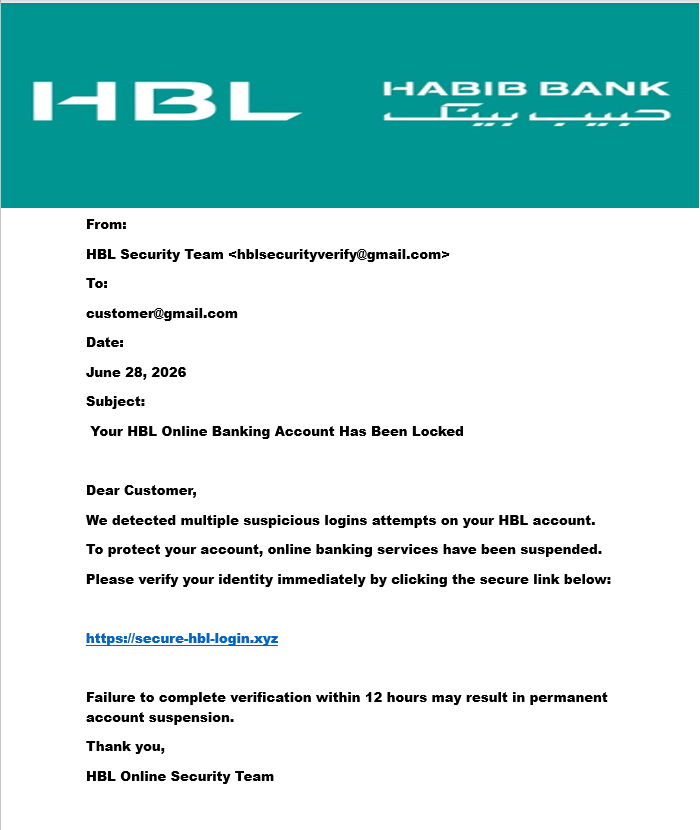 HBL
HABIB BANK
حبیب بینک
From:
HBL Security Team <hblsecurityverify@gmail.com>
To:
customer@gmail.com
Date:
June 28, 2026
Subject:
Your HBL Online Banking Account Has Been Locked
Dear Customer,
We detected multiple suspicious logins attempts on your HBL account.
To protect your account, online banking services have been suspended.
Please verify your identity immediately by clicking the secure link below:
https://secure-hbl-login.xyz
Failure to complete verification within 12 hours may result in permanent
account suspension.
Thank you,
HBL Online Security Team